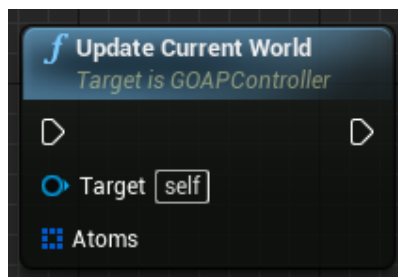 f Update Current World
Target is GOAPController
Target self
Atoms